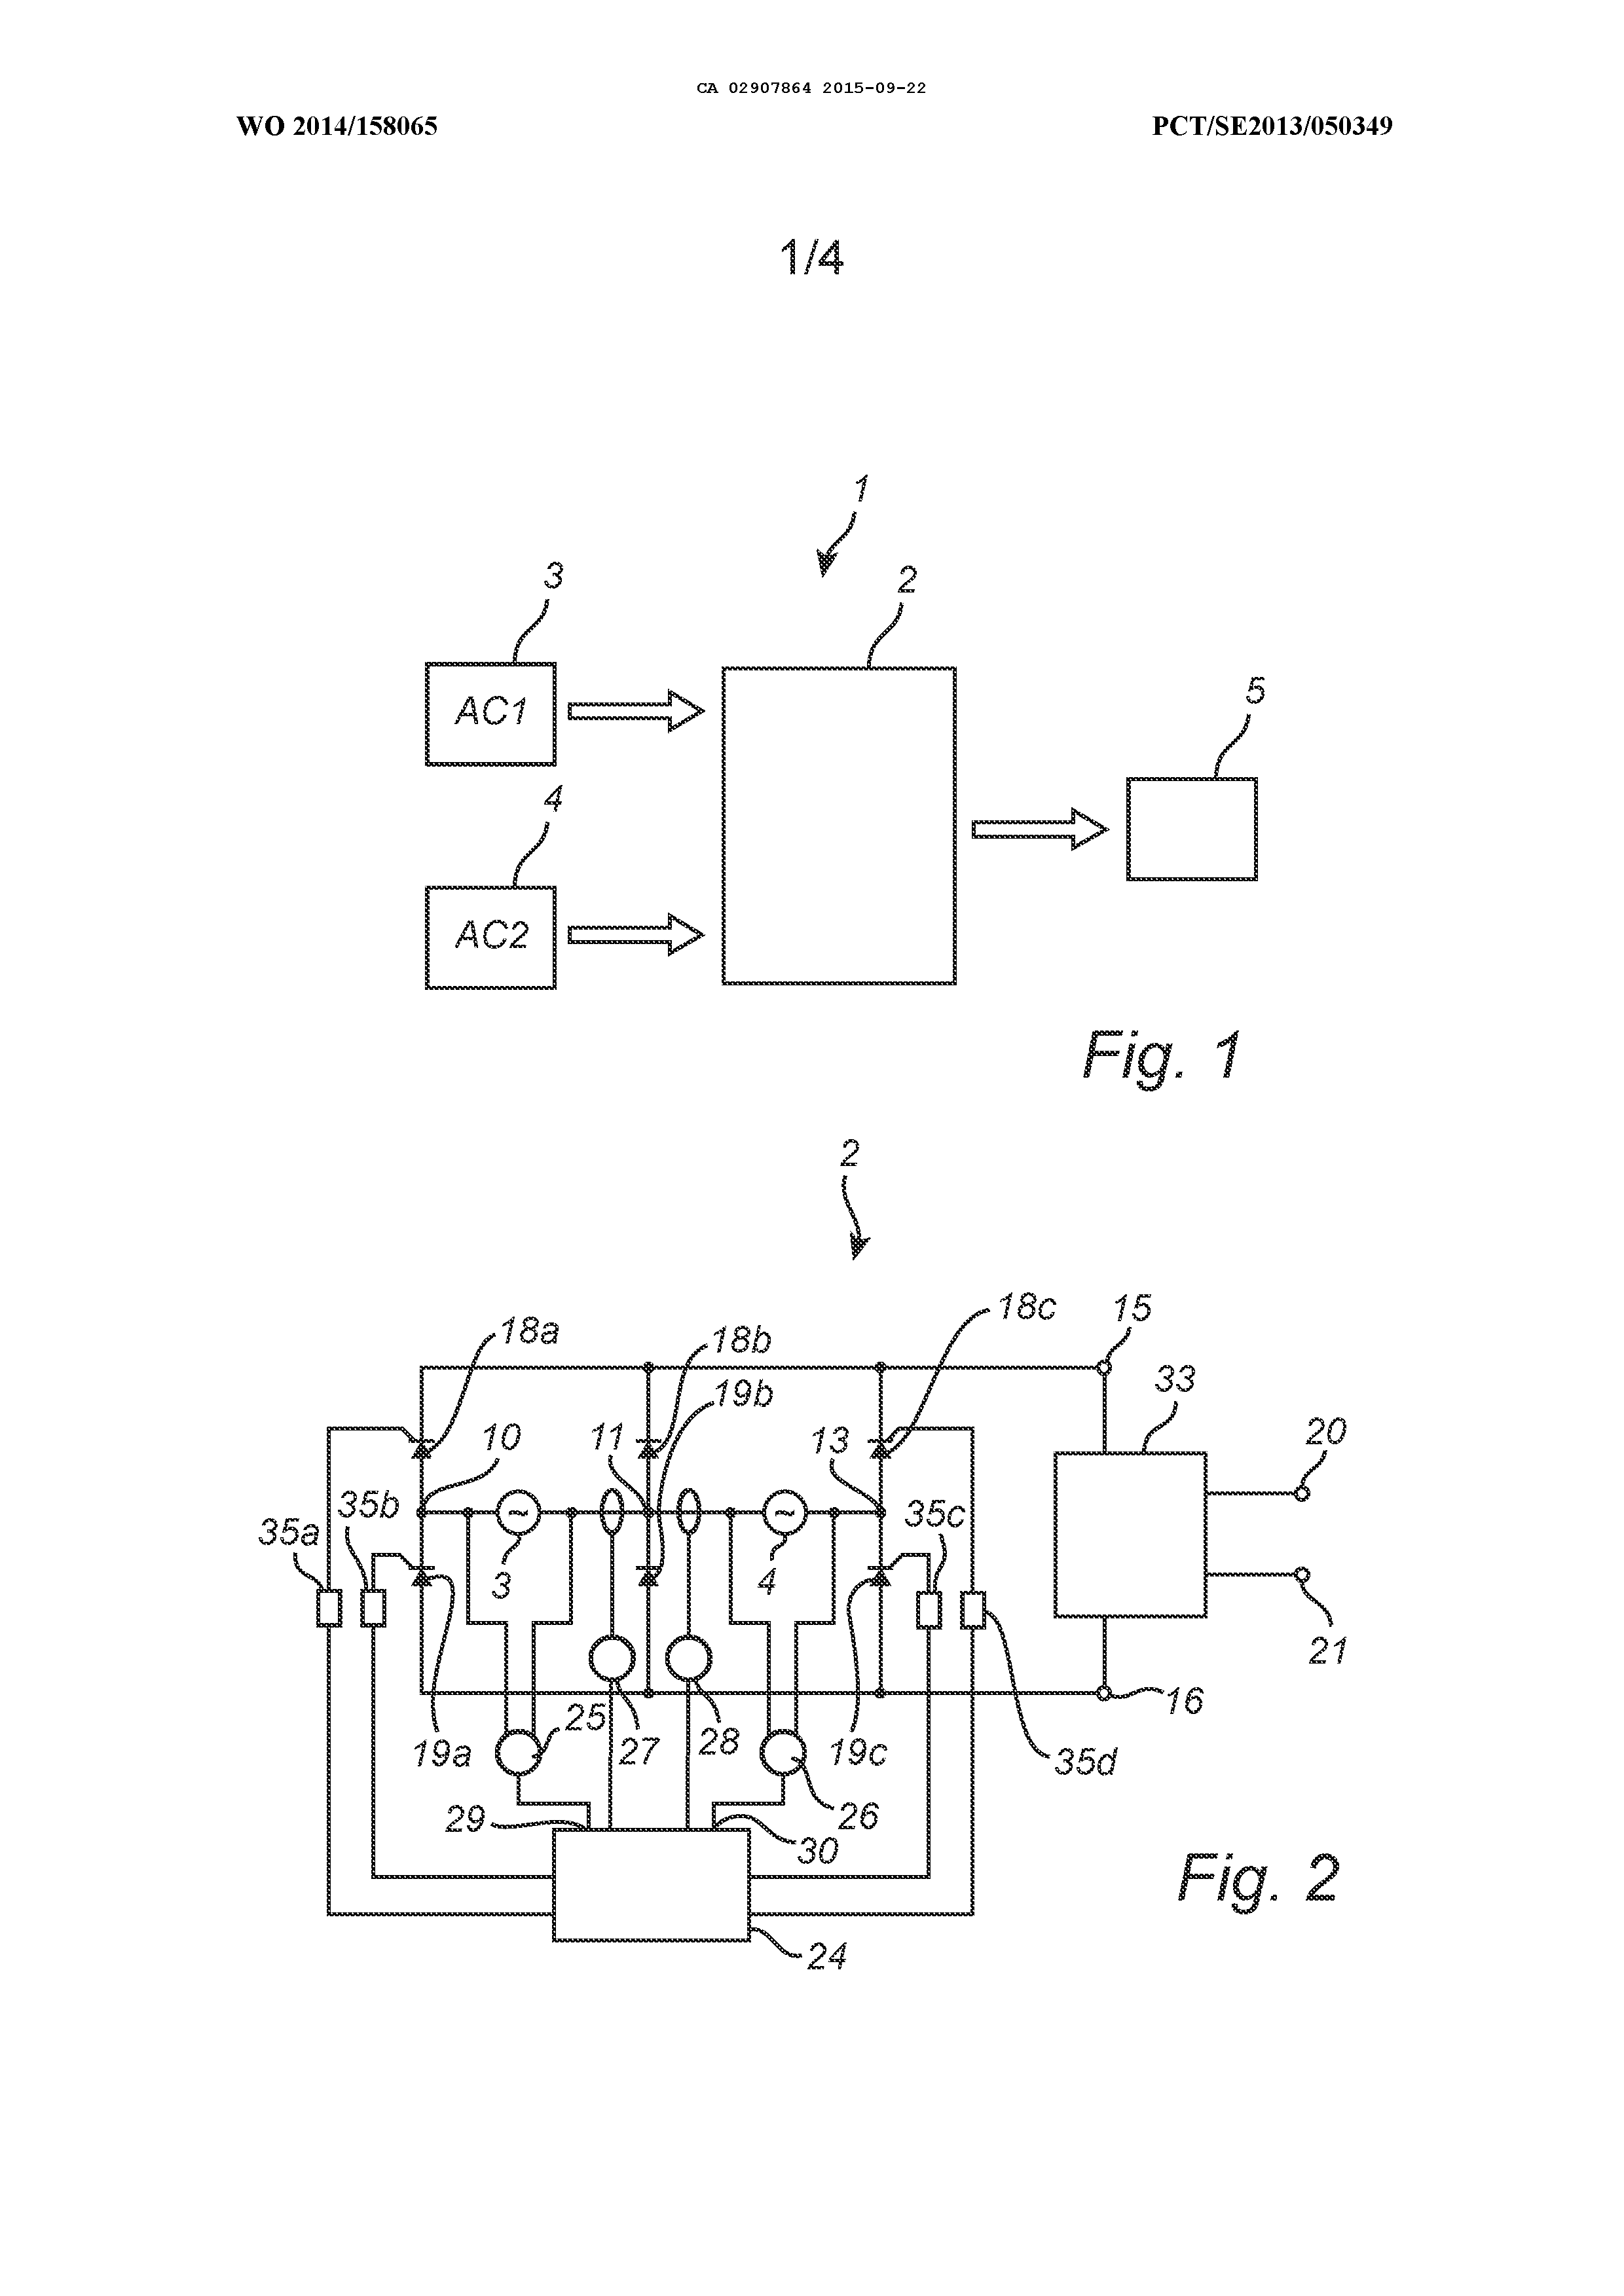 CA 02907864 2015-09-22
WO 2014/158065 PCT/SE2013/050349
1/4
1
3
2
AC1
5
4
AC2
Fig. 1
2
18a
18b
18c
15
19b
33
10
11
13
20
35b
35c
35a
3
4
21
16
25
27
28
19a
19c
35d
29
26
30
Fig. 2
24